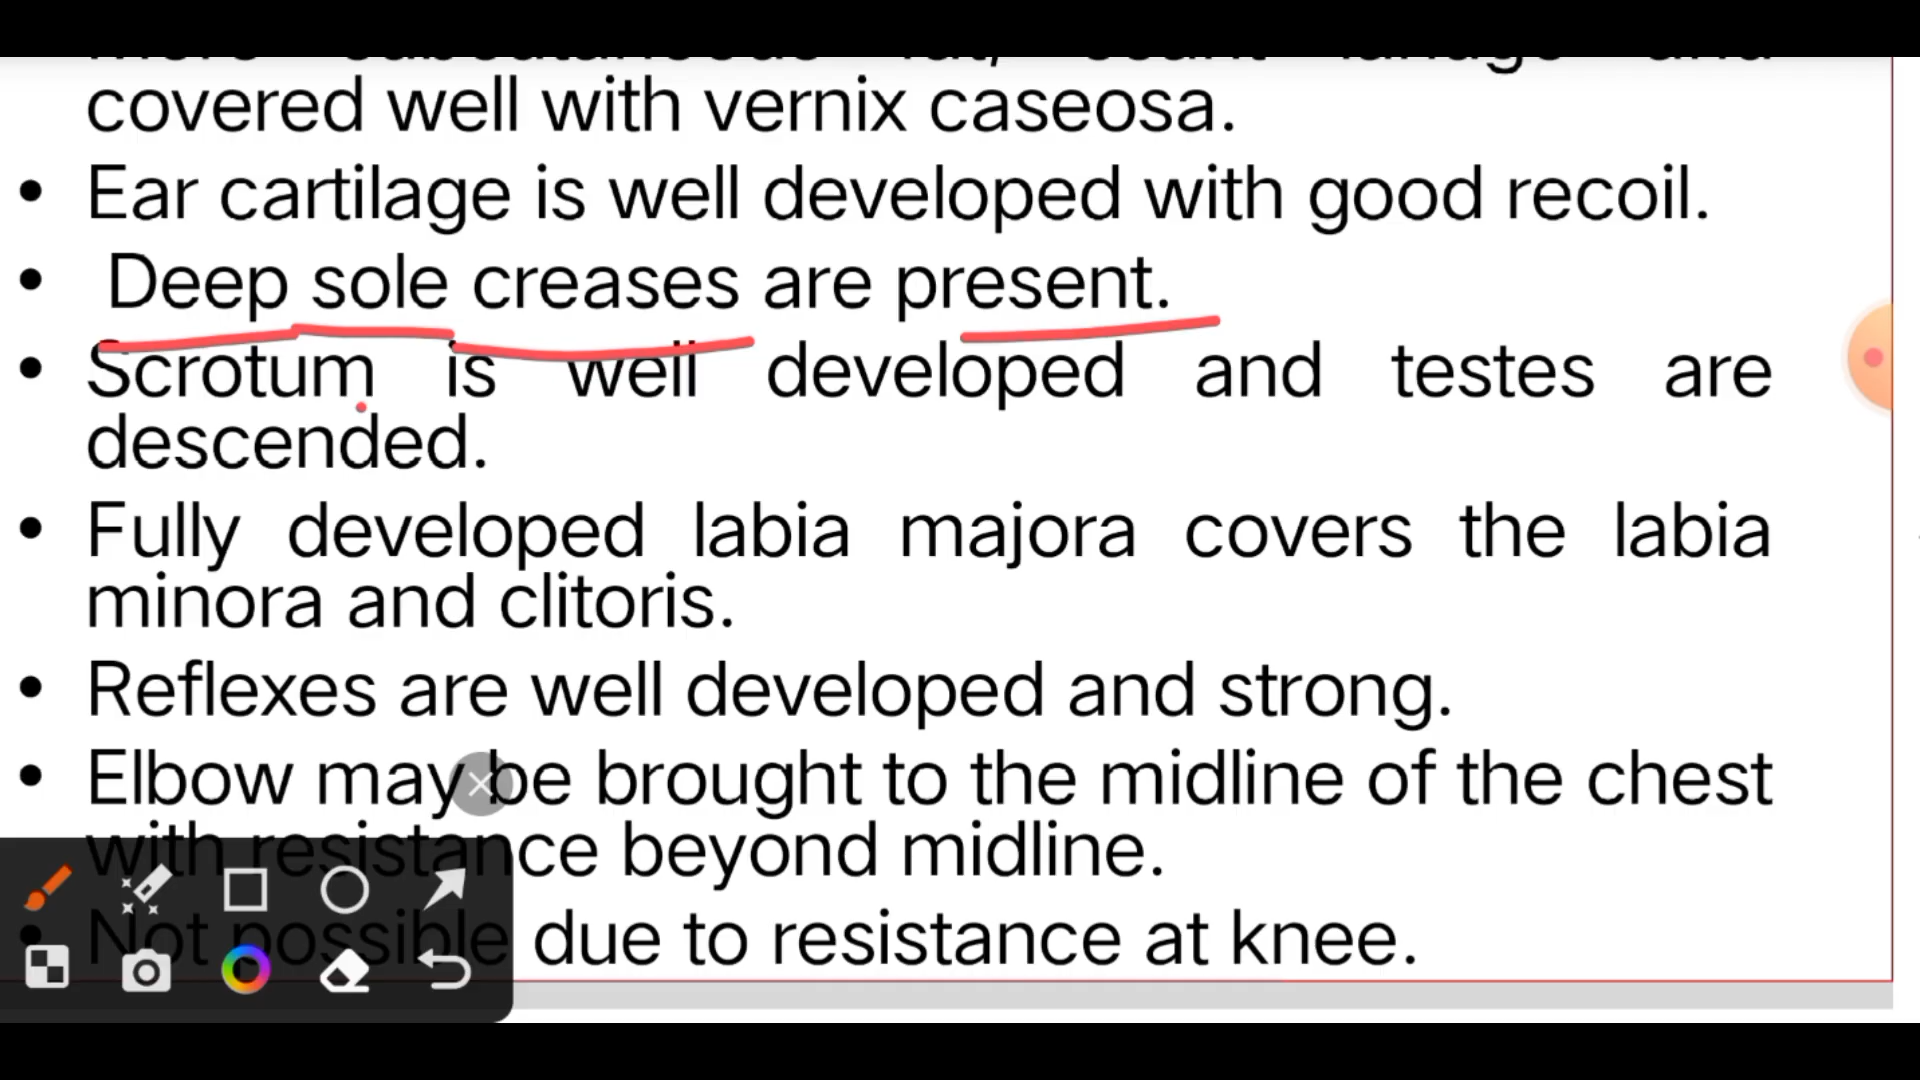 covered well with vernix caseosa.
• Ear cartilage is well developed with good recoil.
• Deep sole creases are present.
• Scrotum is well developed and testes are
descended.
• Fully developed labia majora covers the labia
minora and clitoris.
• Reflexes are well developed and strong.
• Elbow may be brought to the midline of the chest
with resistance beyond midline.
• Not possible due to resistance at knee.